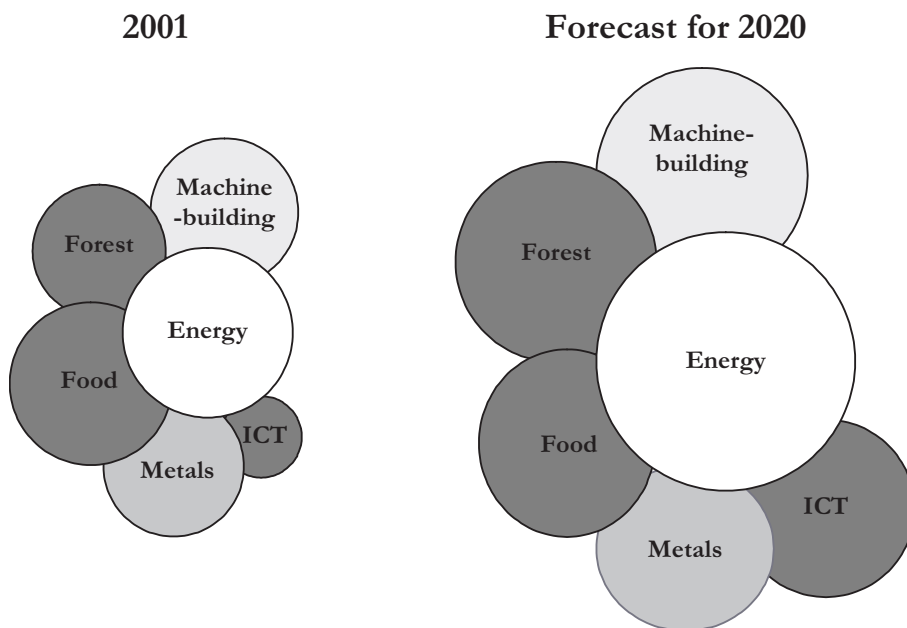 2001
Machine
-building
Forest
Energy
Food
ICT
Metals
Forecast for 2020
Machine-
building
Forest
Energy
Food
ICT
Metals